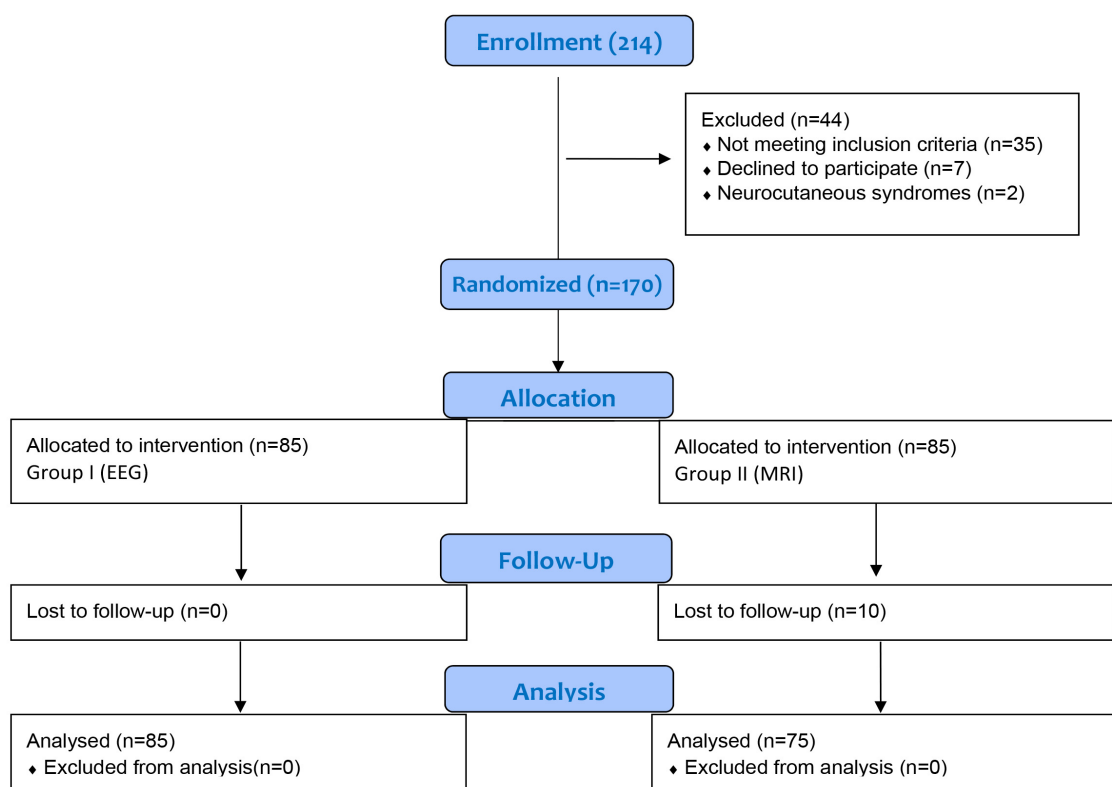 Enrollment (214)
Excluded (n=44)
♦ Not meeting inclusion criteria (n=35)
♦ Declined to participate (n=7)
♦ Neurocutaneous syndromes (n=2)
Randomized (n=170)
Allocation
Allocated to intervention (n=85)
Group I (EEG)
Allocated to intervention (n=85)
Group II (MRI)
Follow-Up
Lost to follow-up (n=0)
Lost to follow-up (n=10)
Analysis
Analysed (n=85)
♦ Excluded from analysis(n=0)
Analysed (n=75)
♦ Excluded from analysis (n=0)